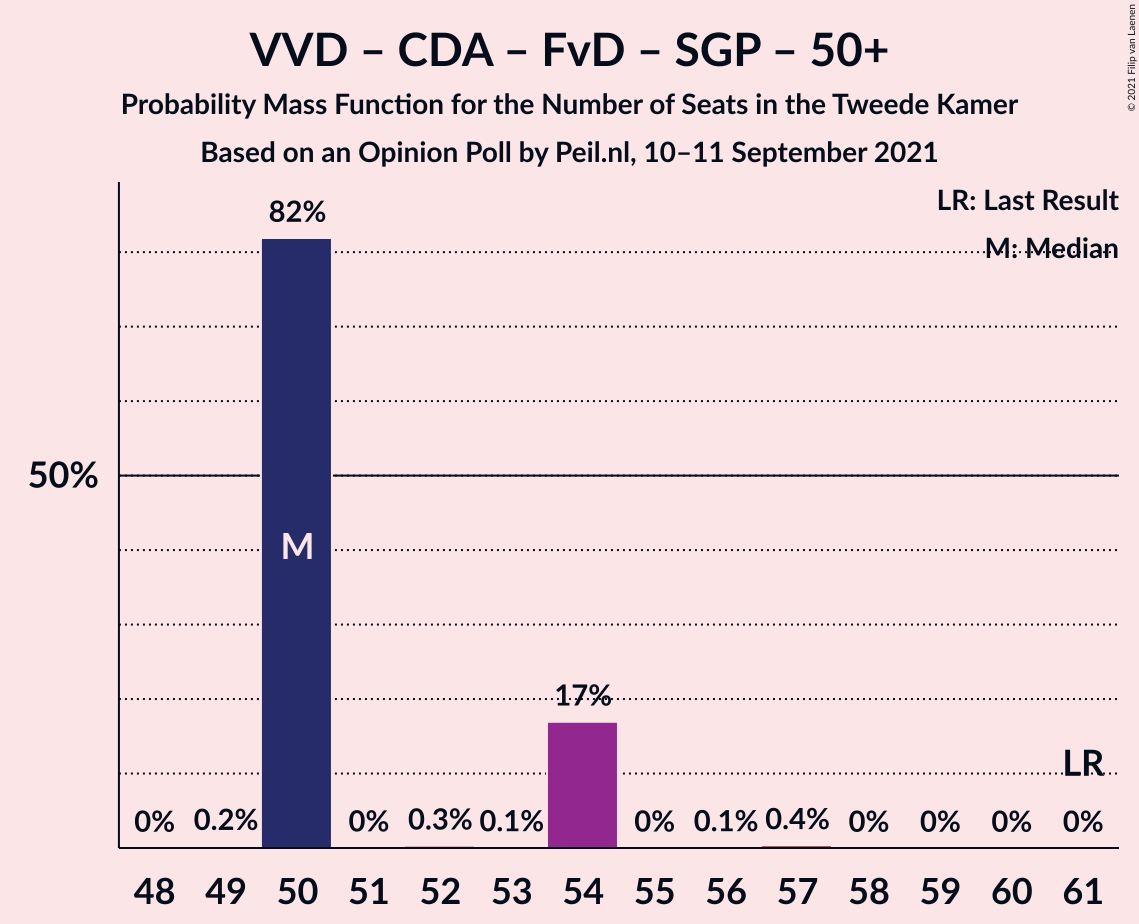 VVD – CDA – FvD – SGP – 50+
Probability Mass Function for the Number of Seats in the Tweede Kamer
Based on an Opinion Poll by Peil.nl, 10–11 September 2021
© 2021 Filip van Laenen
LR: Last Result
M: Median
82%
50%
M
17%
LR
0% 0.2% 0% 0.3% 0.1% 0% 0.1% 0.4% 0% 0% 0% 0%
48 49 50 51 52 53 54 55 56 57 58 59 60 61